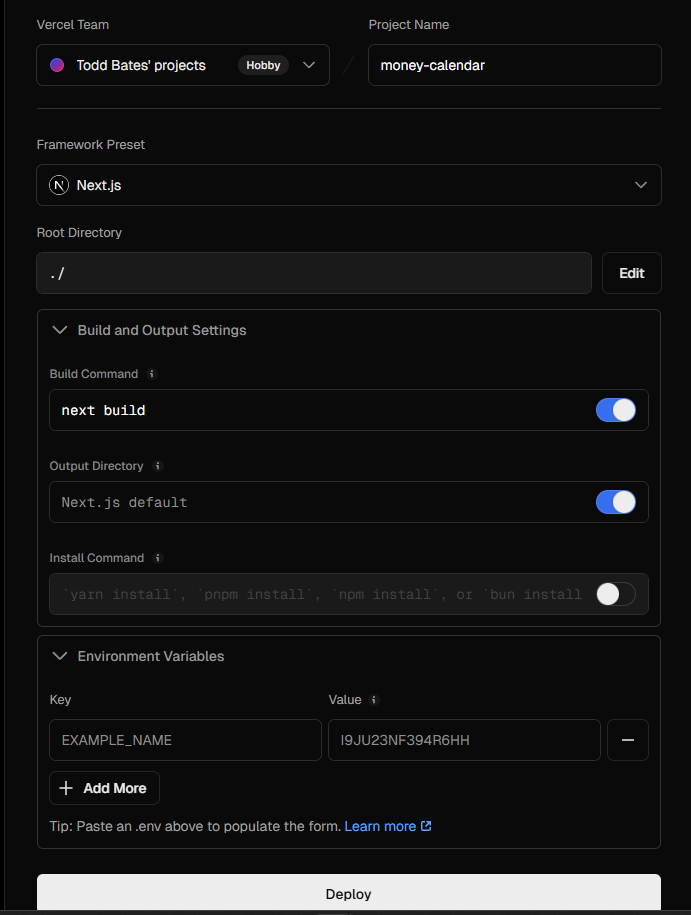 Vercel Team
Project Name
Todd Bates' projects
Hobby
/
money-calendar
Framework Preset
N
Next.js
Root Directory
./
Edit
Build and Output Settings
Build Command i
next build
Output Directory i
Next.js default
Install Command i
`yarn install`, `pnpm install`, `npm install`, or `bun install
Environment Variables
Key
Value i
EXAMPLE_NAME
I9JU23NF394R6HH
Add More
Tip: Paste an .env above to populate the form. Learn more
Deploy